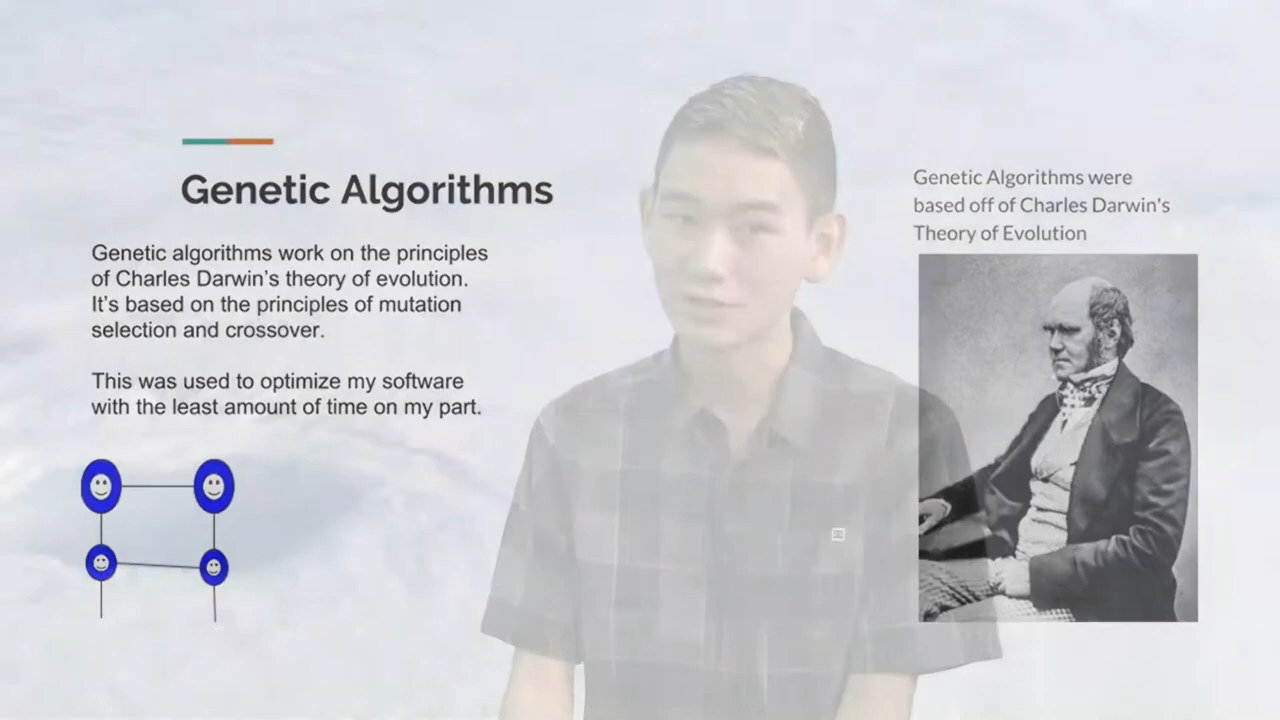 Genetic Algorithms
Genetic algorithms work on the principles
of Charles Darwin's theory of evolution.
It's based on the principles of mutation
selection and crossover.
This was used to optimize my software
with the least amount of time on my part.
Genetic Algorithms were
based off of Charles Darwin's
Theory of Evolution